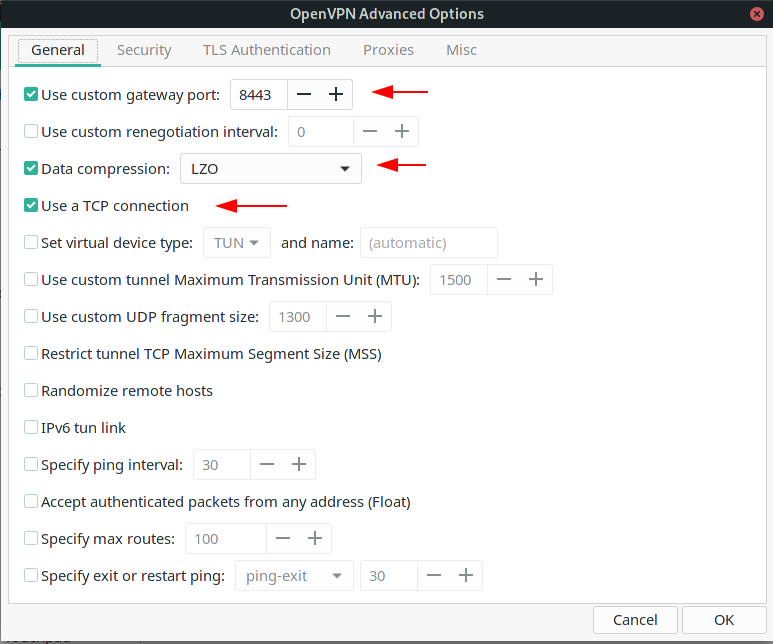 OpenVPN Advanced Options
General Security TLS Authentication Proxies Misc
Use custom gateway port: 8443
Use custom renegotiation interval: 0
Data compression: LZO
Use a TCP connection
Set virtual device type: TUN and name: (automatic)
Use custom tunnel Maximum Transmission Unit (MTU): 1500
Use custom UDP fragment size: 1300
Restrict tunnel TCP Maximum Segment Size (MSS)
Randomize remote hosts
IPv6 tun link
Specify ping interval: 30
Accept authenticated packets from any address (Float)
Specify max routes: 100
Specify exit or restart ping: ping-exit 30
Cancel OK